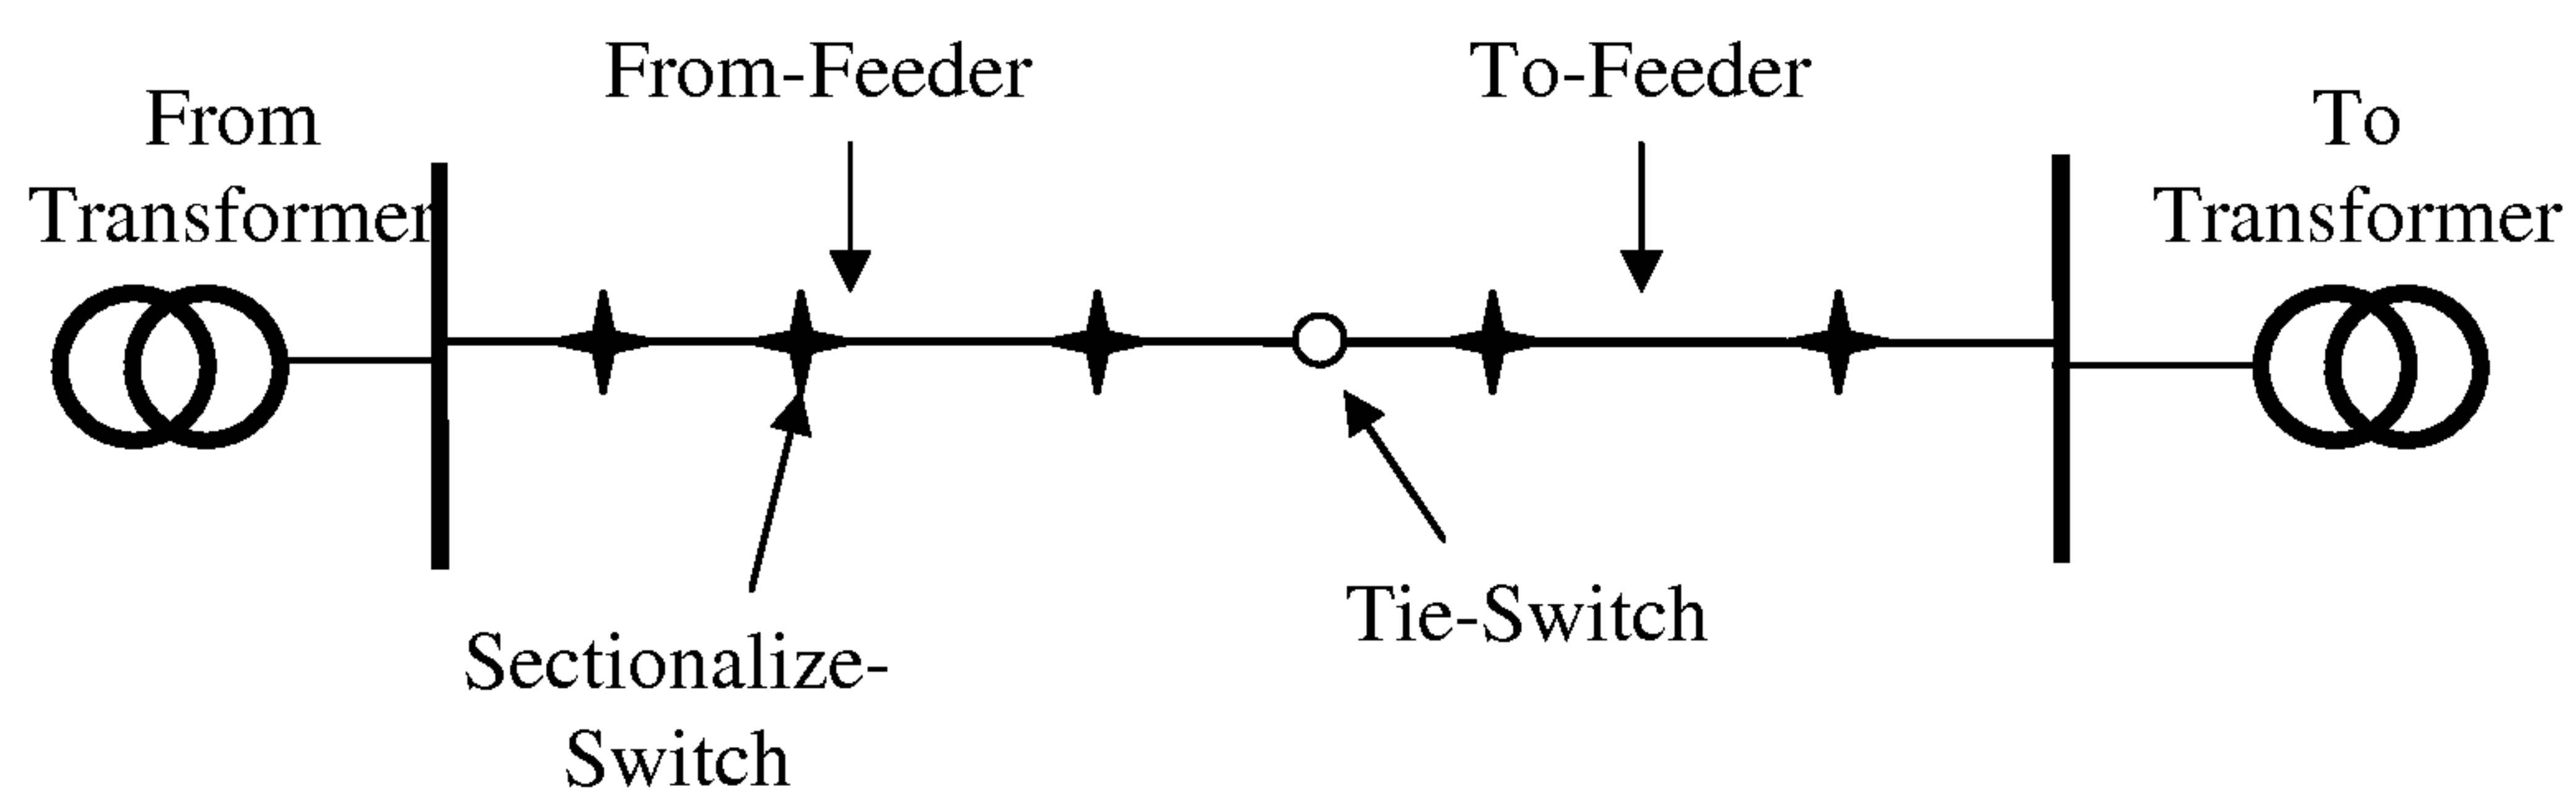 From
Transformer
From-Feeder
To-Feeder
To
Transformer
Sectionalize-
Switch
Tie-Switch